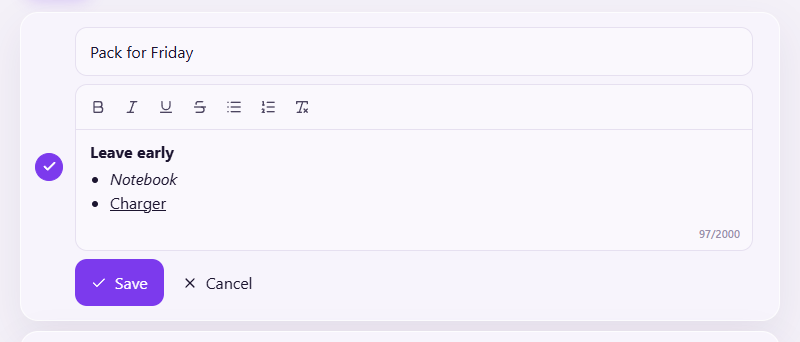 Pack for Friday
Leave early
Notebook
Charger
97/2000
Save
Cancel